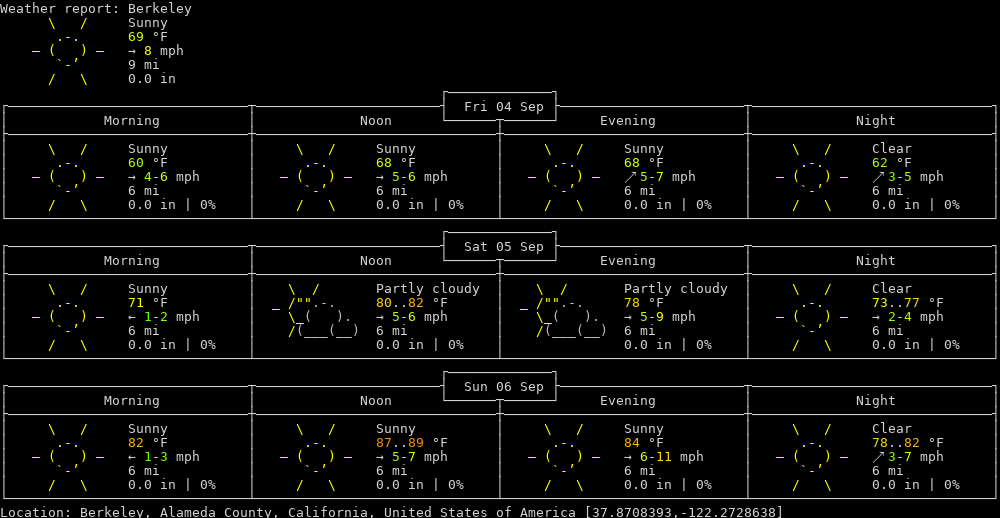 Weather report: Berkeley
Sunny
69 °F
→ 8 mph
9 mi
0.0 in
Fri 04 Sep
Morning Noon Evening Night
Sunny Sunny Sunny Clear
60 °F 68 °F 68 °F 62 °F
→ 4-6 mph → 5-6 mph ↗ 5-7 mph ↗ 3-5 mph
6 mi 6 mi 6 mi 6 mi
0.0 in | 0% 0.0 in | 0% 0.0 in | 0% 0.0 in | 0%
Sat 05 Sep
Morning Noon Evening Night
Sunny Partly cloudy Partly cloudy Clear
71 °F 80..82 °F 78 °F 73..77 °F
← 1-2 mph → 5-6 mph → 5-9 mph → 2-4 mph
6 mi 6 mi 6 mi 6 mi
0.0 in | 0% 0.0 in | 0% 0.0 in | 0% 0.0 in | 0%
Sun 06 Sep
Morning Noon Evening Night
Sunny Sunny Sunny Clear
82 °F 87..89 °F 84 °F 78..82 °F
← 1-3 mph → 5-7 mph → 6-11 mph ↗ 3-7 mph
6 mi 6 mi 6 mi 6 mi
0.0 in | 0% 0.0 in | 0% 0.0 in | 0% 0.0 in | 0%
Location: Berkeley, Alameda County, California, United States of America [37.8708393,-122.2728638]